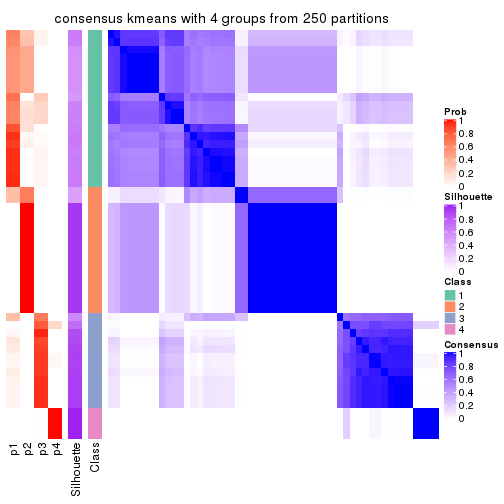 consensus kmeans with 4 groups from 250 partitions
Prob
1
0.8
0.6
0.4
0.2
0
Silhouette
1
0.8
0.6
0.4
0.2
0
Class
1
2
3
4
Consensus
1
0.8
0.6
0.4
0.2
0
p1
p2
p3
p4
Silhouette
Class